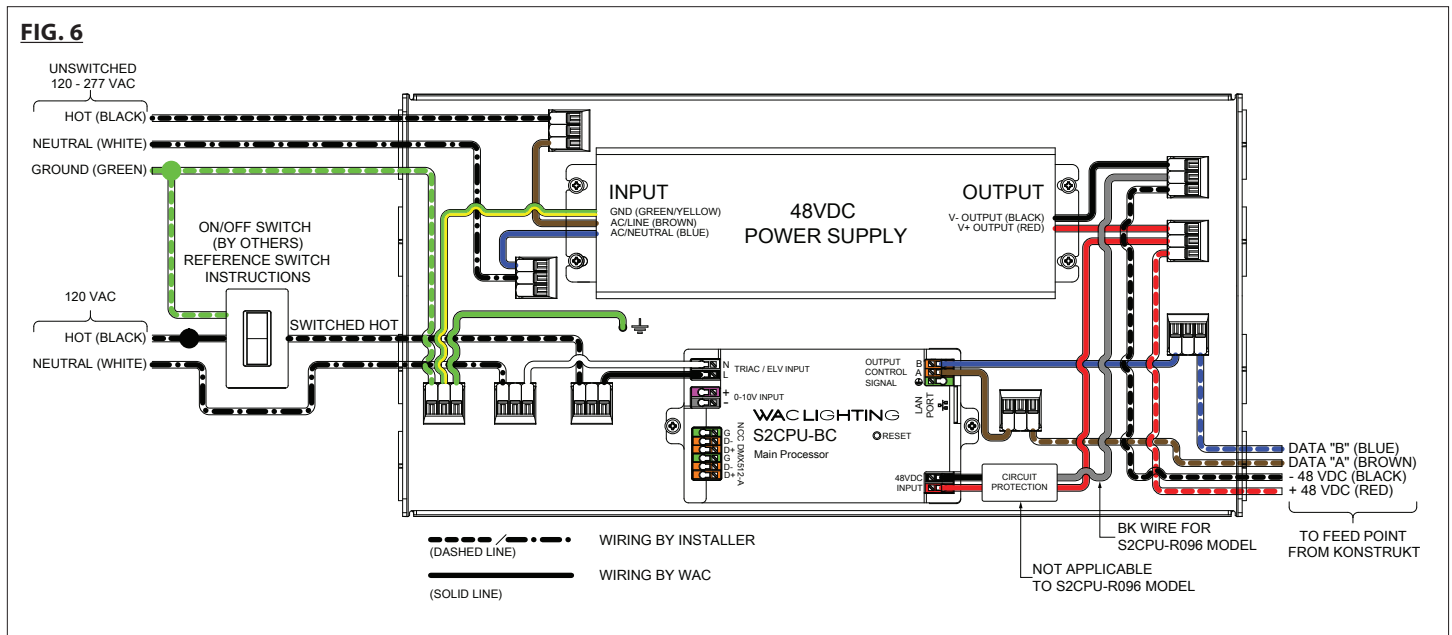 FIG. 6
UNSWITCHED
120 - 277 VAC
HOT (BLACK)
NEUTRAL (WHITE)
GROUND (GREEN)
ON/OFF SWITCH
(BY OTHERS)
REFERENCE SWITCH
INSTRUCTIONS
120 VAC
HOT (BLACK)
NEUTRAL (WHITE)
SWITCHED HOT
INPUT
GND (GREEN/YELLOW)
AC/LINE (BROWN)
AC/NEUTRAL (BLUE)
48VDC
POWER SUPPLY
OUTPUT
V- OUTPUT (BLACK)
V+ OUTPUT (RED)
N
L
TRIAC / ELV INPUT
+
-
0-10V INPUT
G
D-
D+
G
D-
D+
NCC DMX512-A
WAC LIGHTING
S2CPU-BC
Main Processor
RESET
OUTPUT
CONTROL
SIGNAL
B
A
LAN
PORT
48VDC
INPUT
CIRCUIT
PROTECTION
DATA "B" (BLUE)
DATA "A" (BROWN)
- 48 VDC (BLACK)
+ 48 VDC (RED)
TO FEED POINT
FROM KONSTRUKT
BK WIRE FOR
S2CPU-R096 MODEL
NOT APPLICABLE
TO S2CPU-R096 MODEL
(DASHED LINE)
WIRING BY INSTALLER
WIRING BY WAC
(SOLID LINE)